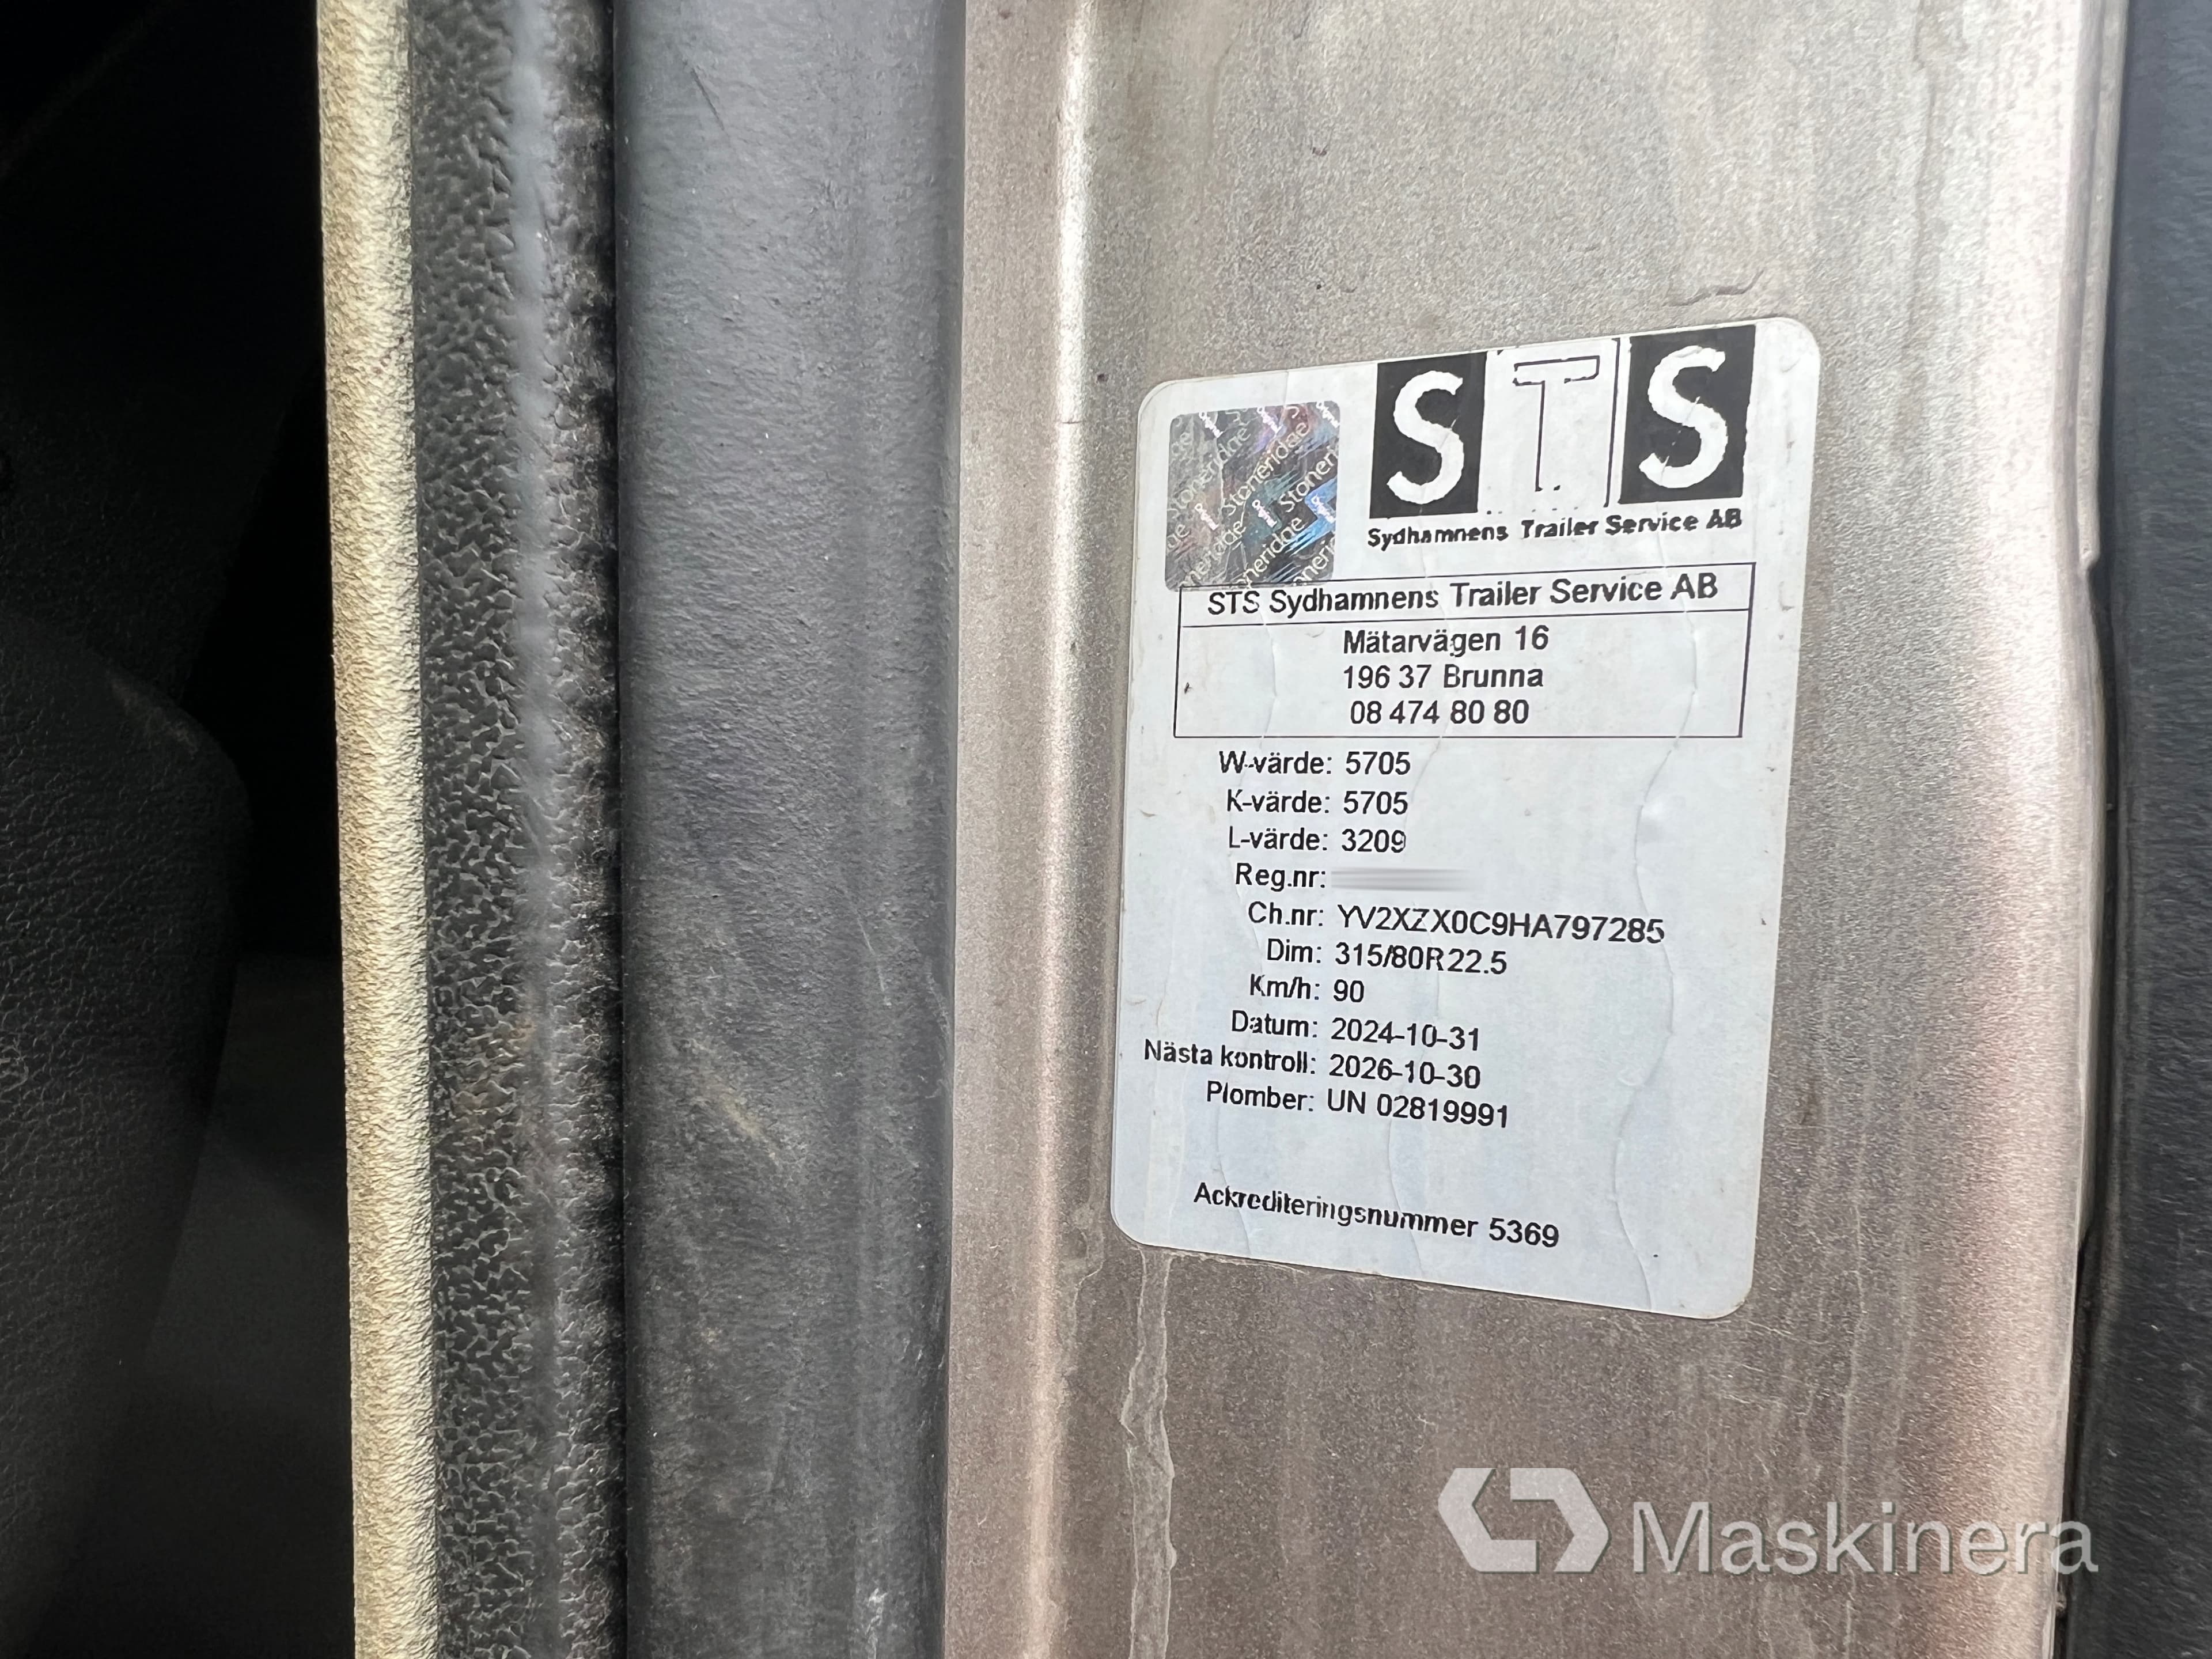 STS
Sydhamnens Trailer Service AB
Stoneridge
STS Sydhamnens Trailer Service AB
Mätarvägen 16
196 37 Brunna
08 474 80 80
W-värde: 5705
K-värde: 5705
L-värde: 3209
Reg.nr:
Ch.nr: YV2XZX0C9HA797285
Dim: 315/80R22.5
Km/h: 90
Datum: 2024-10-31
Nästa kontroll: 2026-10-30
Plomber: UN 02819991
Ackrediteringsnummer 5369
Maskinera